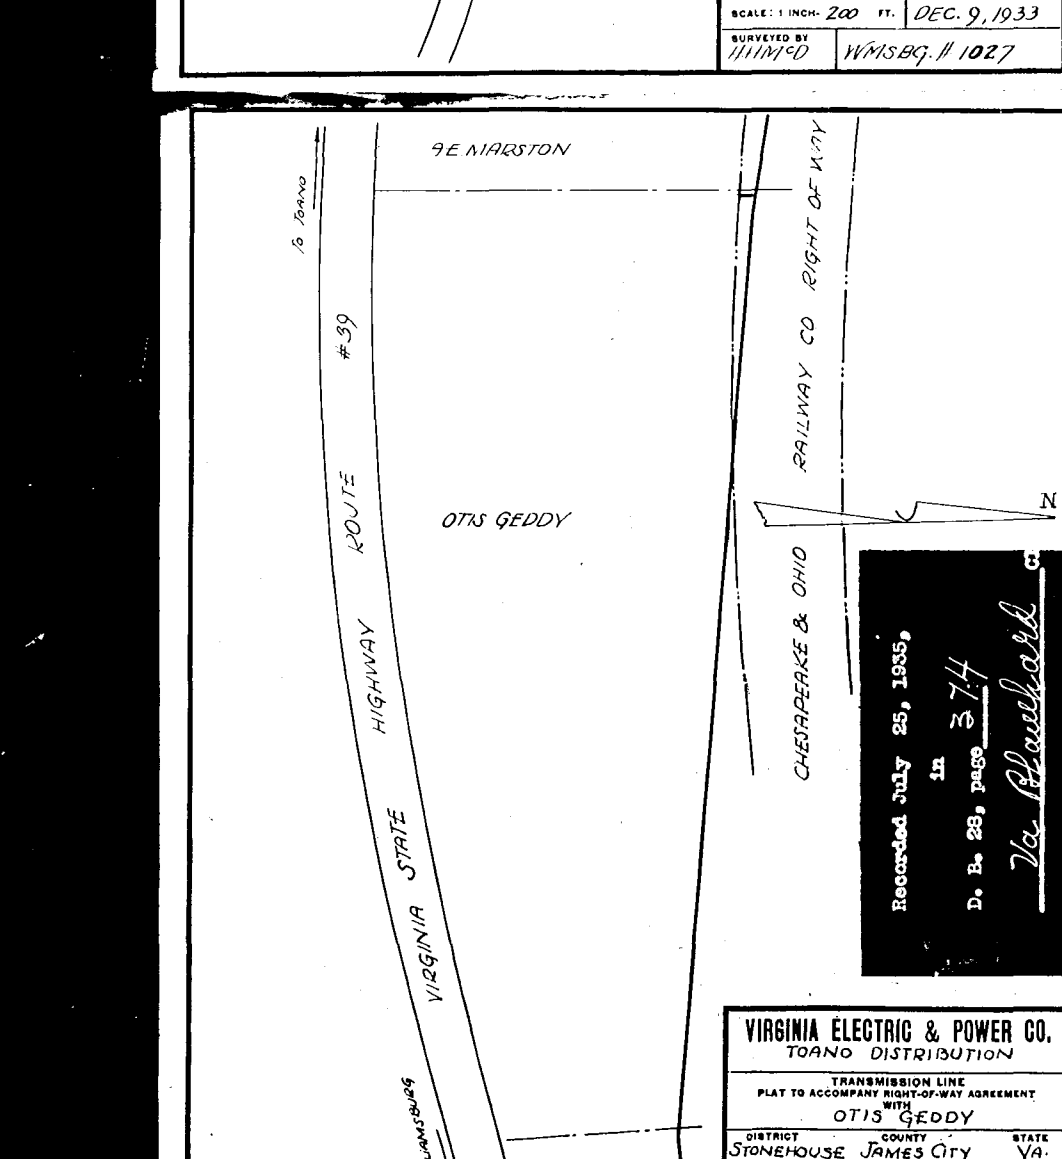 SCALE: 1 INCH- 200 FT. DEC. 9, 1933
SURVEYED BY
HHMcD WMSBG. # 1027
TO TOANO
MARSTON
#39
VIRGINIA STATE HIGHWAY ROUTE
OTIS GEDDY
CHESAPEAKE & OHIO RAILWAY CO RIGHT OF WAY
N
Recorded July 25, 1935,
in
D. B. 28, page 374
VIRGINIA ELECTRIC & POWER CO.
TOANO DISTRIBUTION
TRANSMISSION LINE
PLAT TO ACCOMPANY RIGHT-OF-WAY AGREEMENT
WITH
OTIS GEDDY
DISTRICT COUNTY STATE
STONEHOUSE JAMES CITY VA.